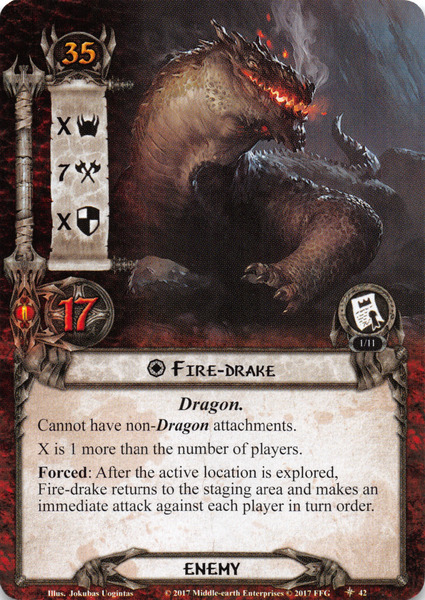 35
X
7
X
17
1/11
Fire-drake
Dragon.
Cannot have non-Dragon attachments.
X is 1 more than the number of players.
Forced: After the active location is explored,
Fire-drake returns to the staging area and makes an
immediate attack against each player in turn order.
ENEMY
Illus. Jokubas Uogintas © 2017 Middle-earth Enterprises © 2017 FFG 42